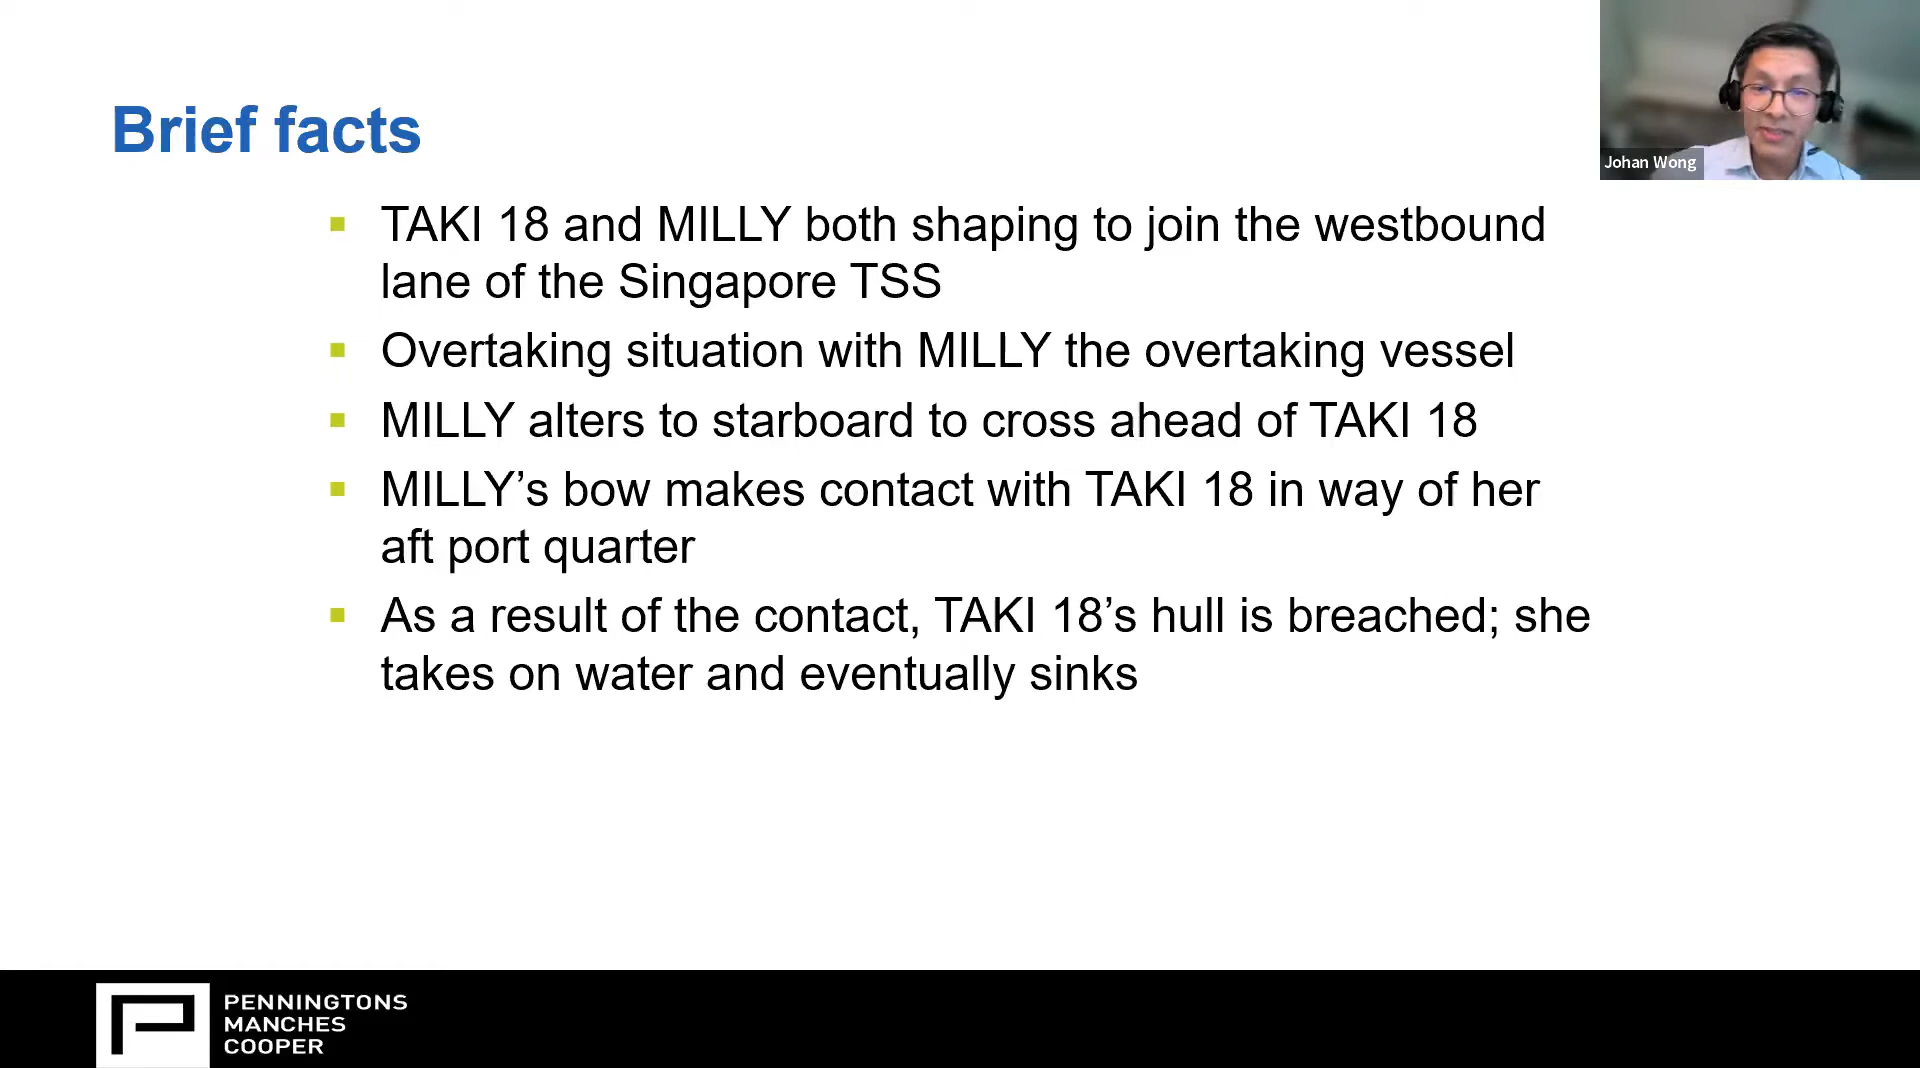 Brief facts
Johan Wong
TAKI 18 and MILLY both shaping to join the westbound
lane of the Singapore TSS
Overtaking situation with MILLY the overtaking vessel
MILLY alters to starboard to cross ahead of TAKI 18
MILLY’s bow makes contact with TAKI 18 in way of her
aft port quarter
As a result of the contact, TAKI 18’s hull is breached; she
takes on water and eventually sinks
PENNINGTONS
MANCHES
COOPER